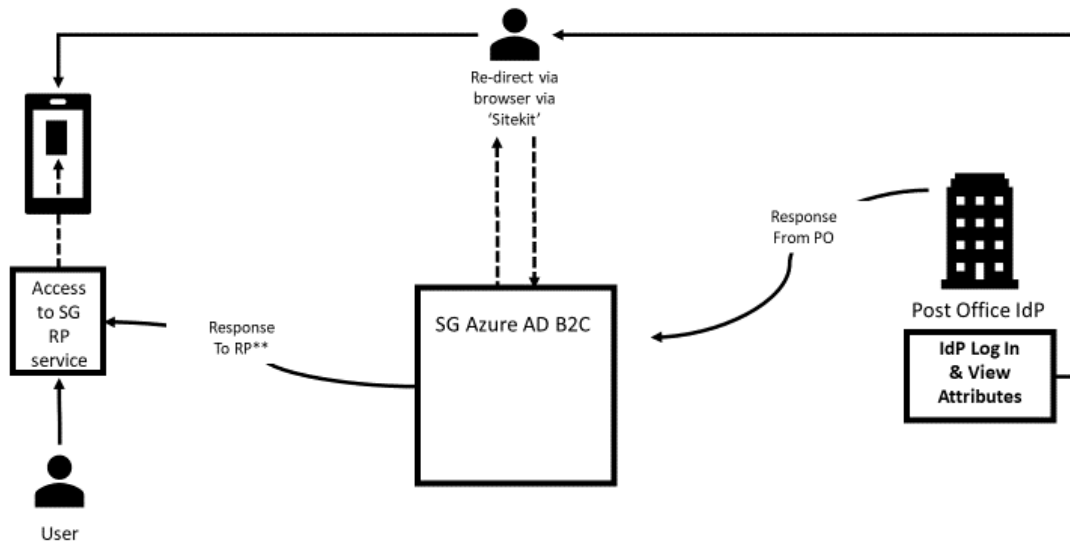 Re-direct via
browser via
'Sitekit'
Response
From PO
Access
to SG
RP
service
Response
To RP**
SG Azure AD B2C
Post Office IdP
IdP Log In
& View
Attributes
User